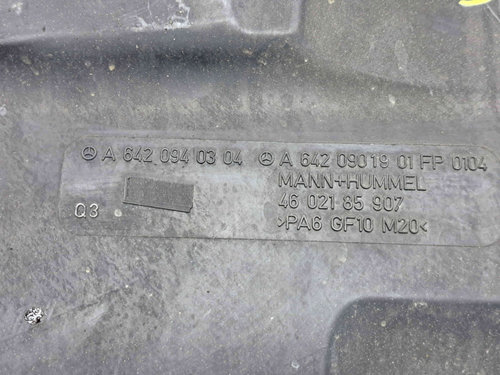 A 642 094 03 04 A 642 090 19 01 FP 0104
MANN+HUMMEL
46 021 85 907
Q3
>PA6 GF10 M20<